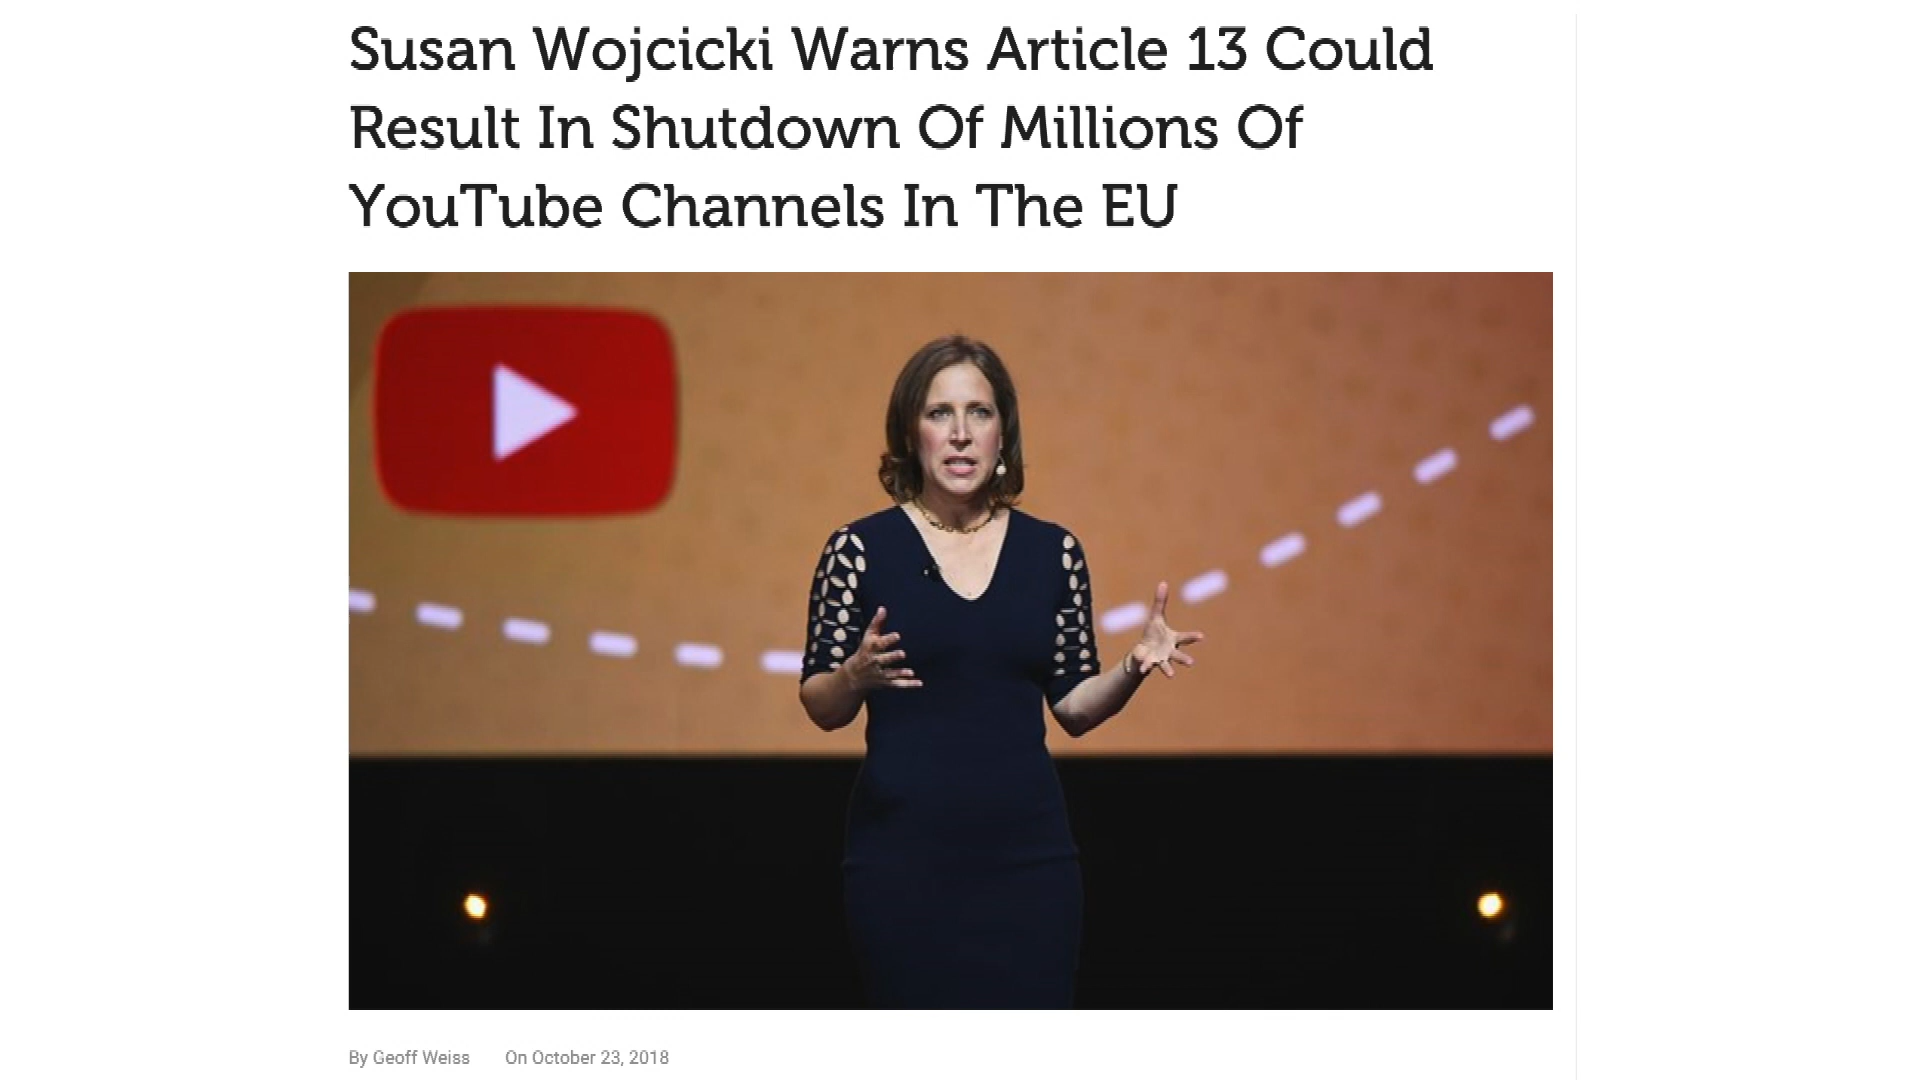 Susan Wojcicki Warns Article 13 Could
Result In Shutdown Of Millions Of
YouTube Channels In The EU
By Geoff Weiss On October 23, 2018